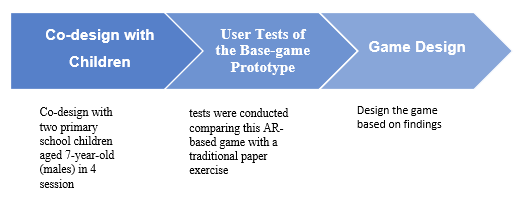 Co-design with
Children
User Tests of
the Base-game
Prototype
Game Design
Co-design with
two primary
school children
aged 7-year-old
(males) in 4
session
tests were conducted
comparing this AR-
based game with a
traditional paper
exercise
Design the game
based on findings